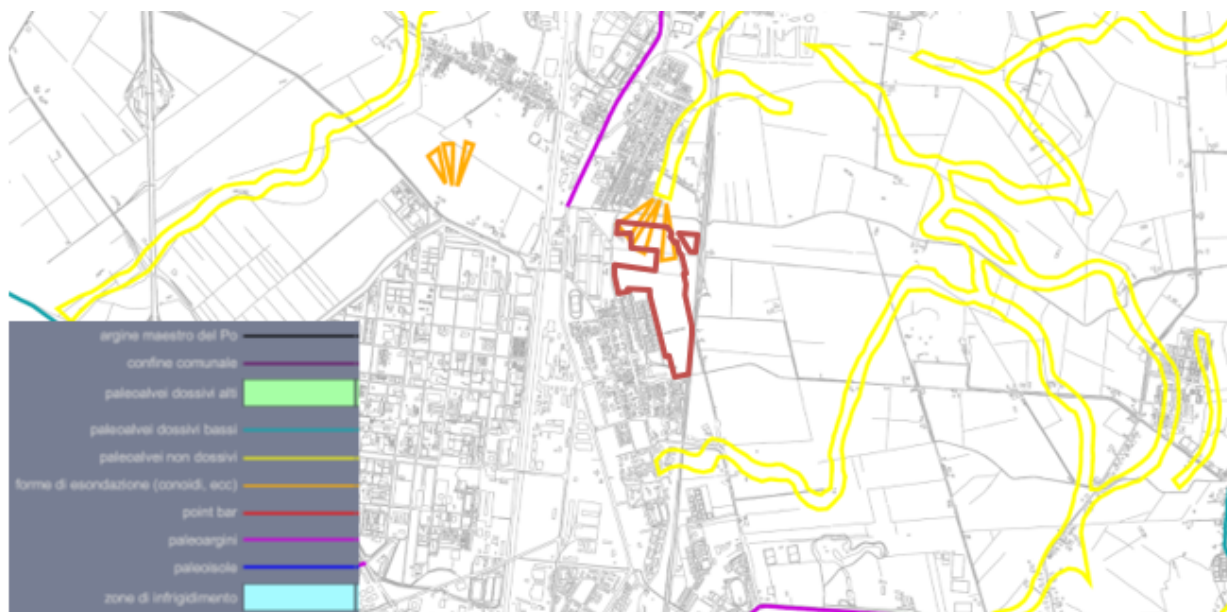 argine maestro del Po
confine comunale
paleoalvei dossivi alti
paleoalvei dossivi bassi
paleoalvei non dossivi
forme di esondazione (conoidi, ecc)
point bar
paleoargini
paleoisole
zone di infrigidimento